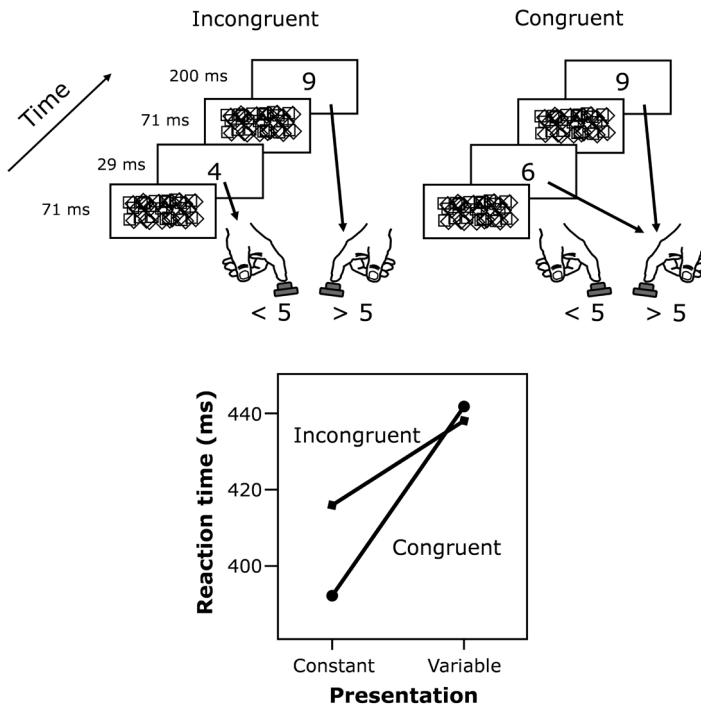 Incongruent
Congruent
Time
200 ms
9
71 ms
29 ms
4
71 ms
< 5
> 5
9
6
< 5
> 5
Reaction time (ms)
440
420
400
Incongruent
Congruent
Constant
Variable
Presentation